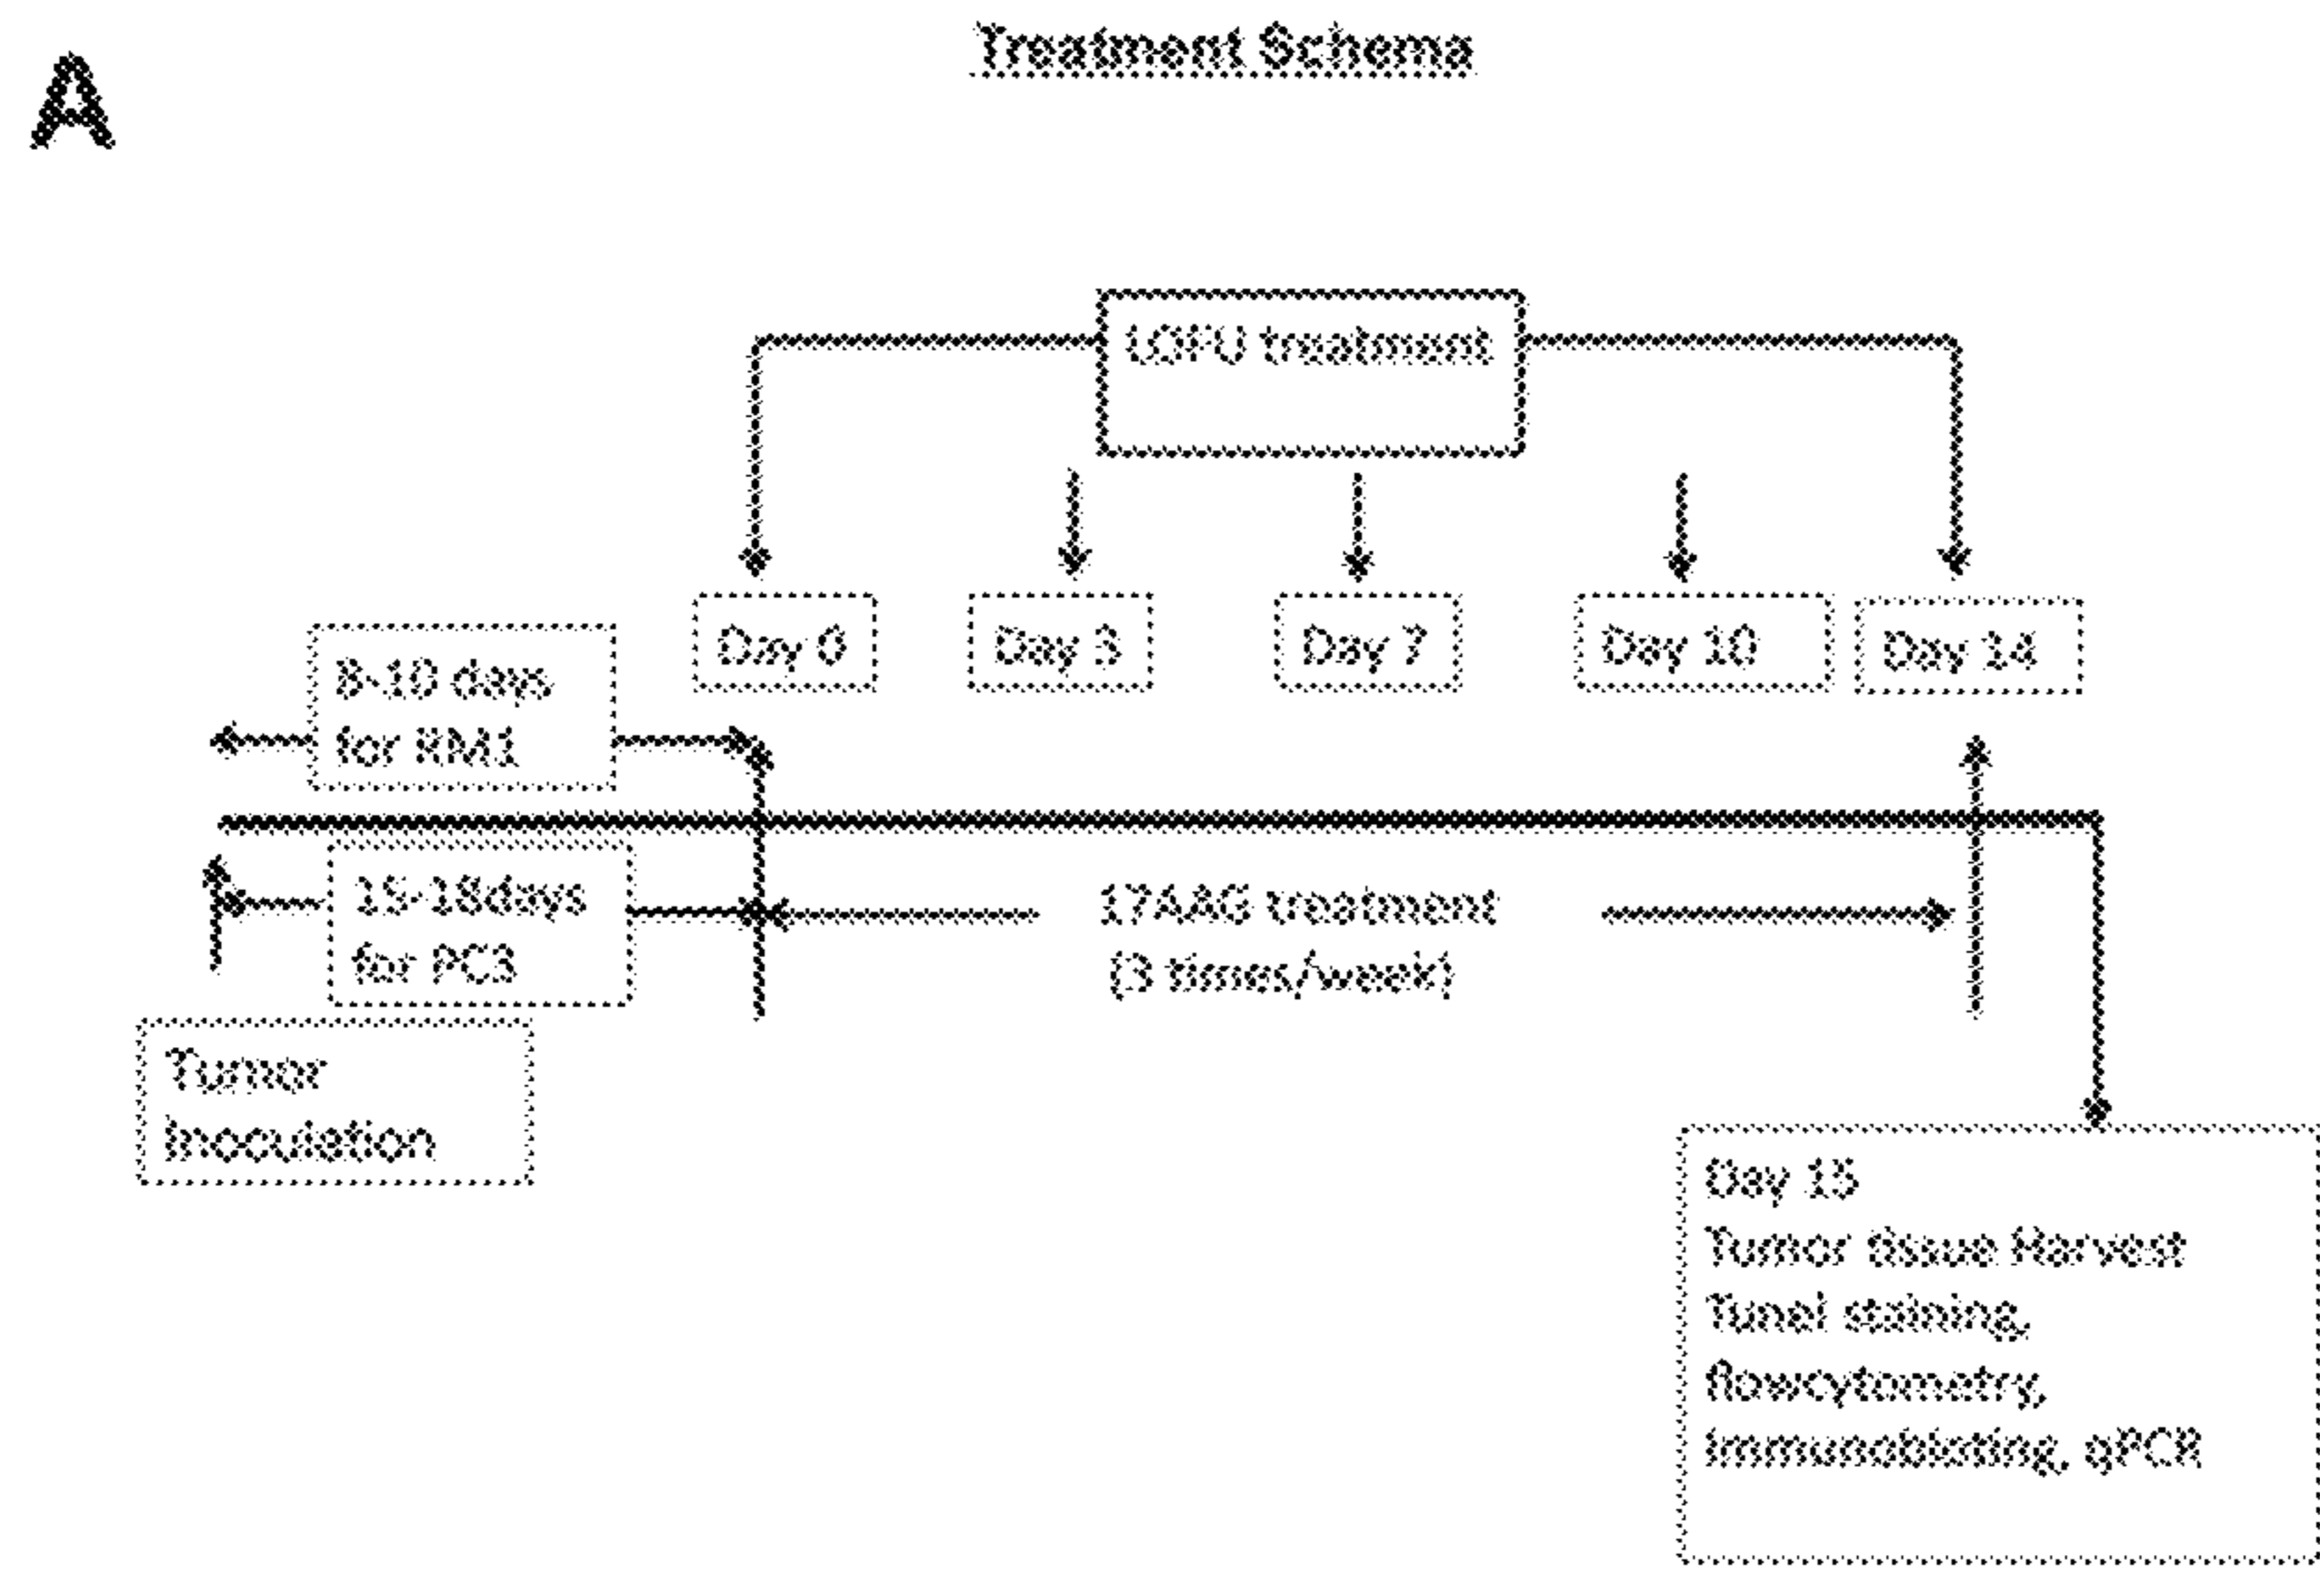 Treatment Schema
A
LOFU treatment
Day 0
Day 3
Day 7
Day 10
Day 14
8-10 days
for RM1
15-18days
for PC3
17AAG treatment
(3 times/week)
Tumor
Inoculation
Day 15
Tumor tissue Harvest
Tunel staining,
flowcytometry,
Immunoblotting, qPCR